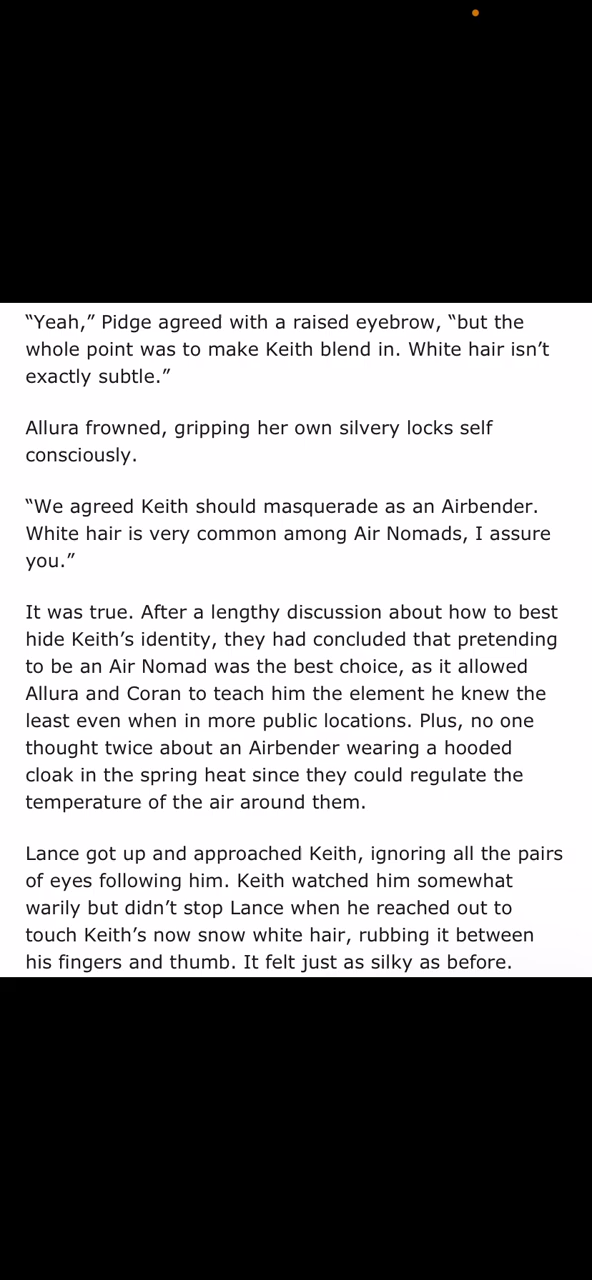 “Yeah,” Pidge agreed with a raised eyebrow, “but the
whole point was to make Keith blend in. White hair isn’t
exactly subtle.”
Allura frowned, gripping her own silvery locks self
consciously.
“We agreed Keith should masquerade as an Airbender.
White hair is very common among Air Nomads, I assure
you.”
It was true. After a lengthy discussion about how to best
hide Keith’s identity, they had concluded that pretending
to be an Air Nomad was the best choice, as it allowed
Allura and Coran to teach him the element he knew the
least even when in more public locations. Plus, no one
thought twice about an Airbender wearing a hooded
cloak in the spring heat since they could regulate the
temperature of the air around them.
Lance got up and approached Keith, ignoring all the pairs
of eyes following him. Keith watched him somewhat
warily but didn’t stop Lance when he reached out to
touch Keith’s now snow white hair, rubbing it between
his fingers and thumb. It felt just as silky as before.